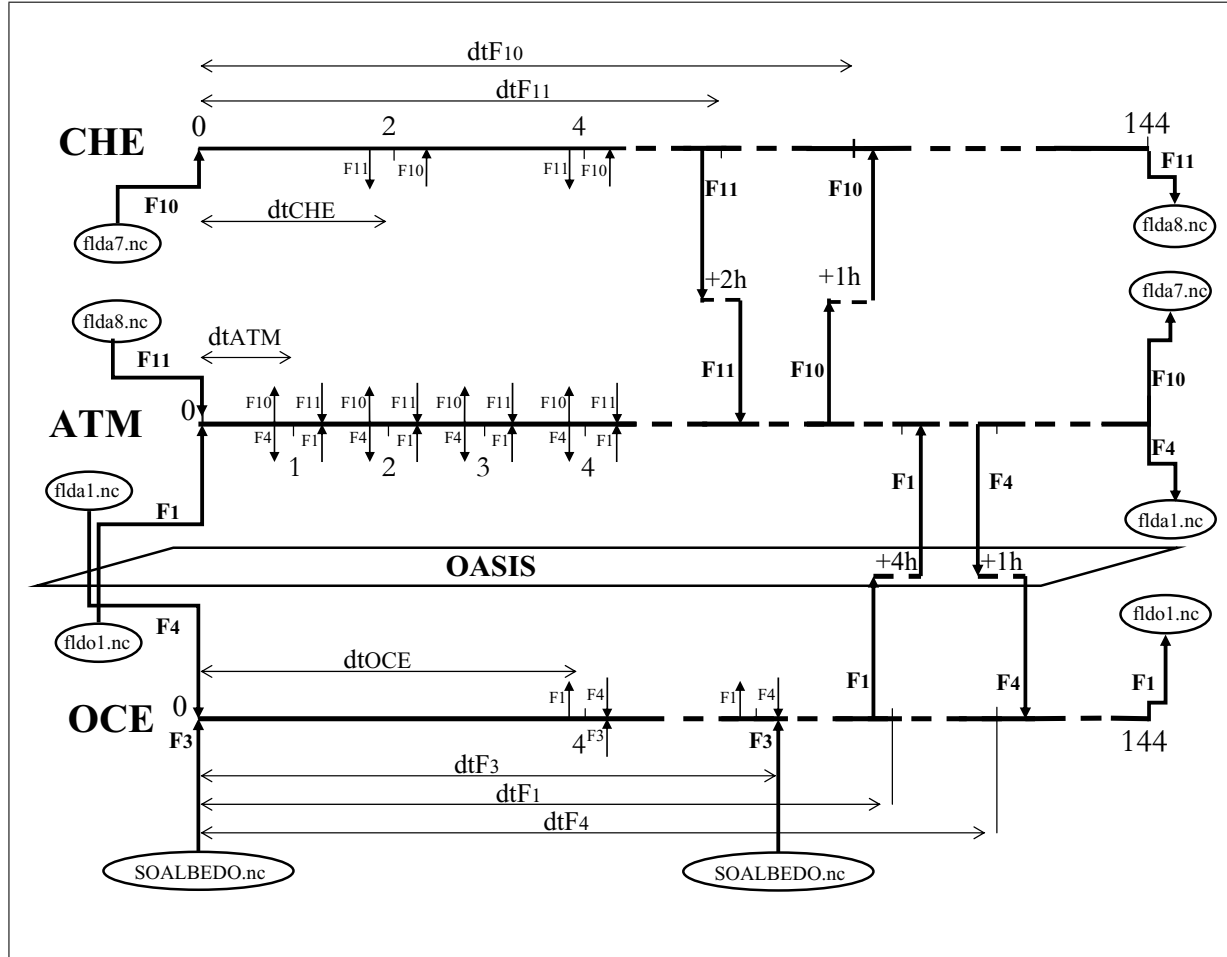 dtF10
dtF11
0 2 4 144
CHE
F11 F10 F11 F10 F11 F10 F11
F10
dtCHE
flda7.nc flda8.nc
+2h +1h
flda7.nc
flda8.nc
dtATM
F11
F11 F10 F10
F10 F11 F10 F11 F10 F11 F10 F11
0
ATM
F4 F1 F4 F1 F4 F1 F4 F1 F4
1 2 3 4
F1 F4
flda1.nc
F1
flda1.nc
+4h +1h
OASIS
fldo1.nc
F4
fldo1.nc
dtOCE
F1 F4 F1 F4 F1 F4 F1
0
OCE
F3 4 F3 F3 144
dtF3
dtF1
dtF4
SOALBEDO.nc SOALBEDO.nc